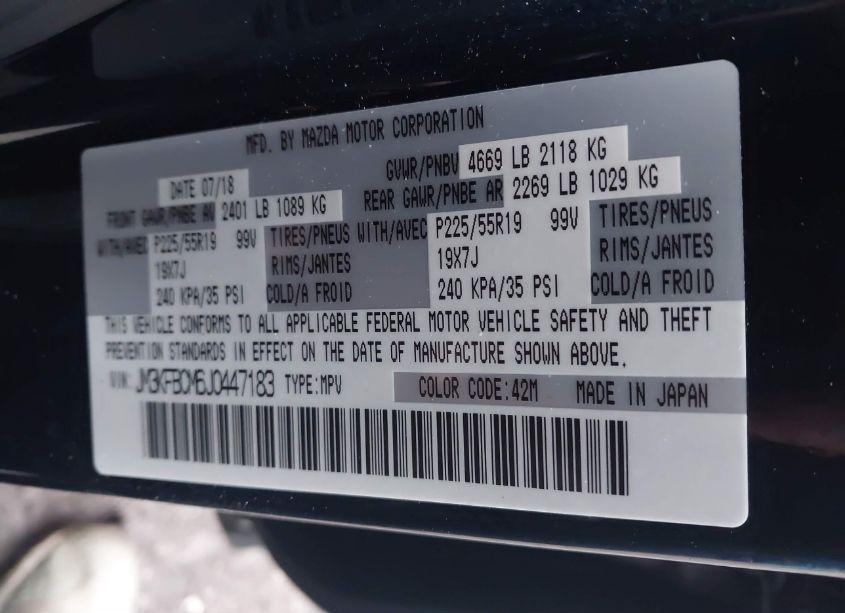 MFD. BY MAZDA MOTOR CORPORATION
DATE 07/18 GVWR/PNBV 4669 LB 2118 KG
FRONT GAWR/PNBE AV 2401 LB 1089 KG REAR GAWR/PNBE AR 2269 LB 1029 KG
WITH/AVEC P225/55R19 99V TIRES/PNEUS WITH/AVEC P225/55R19 99V TIRES/PNEUS
19X7J RIMS/JANTES 19X7J RIMS/JANTES
240 KPA/35 PSI COLD/A FROID 240 KPA/35 PSI COLD/A FROID
THIS VEHICLE CONFORMS TO ALL APPLICABLE FEDERAL MOTOR VEHICLE SAFETY AND THEFT
PREVENTION STANDARDS IN EFFECT ON THE DATE OF MANUFACTURE SHOWN ABOVE.
VIN: JM3KFBCM6J0447183 TYPE:MPV COLOR CODE:42M MADE IN JAPAN